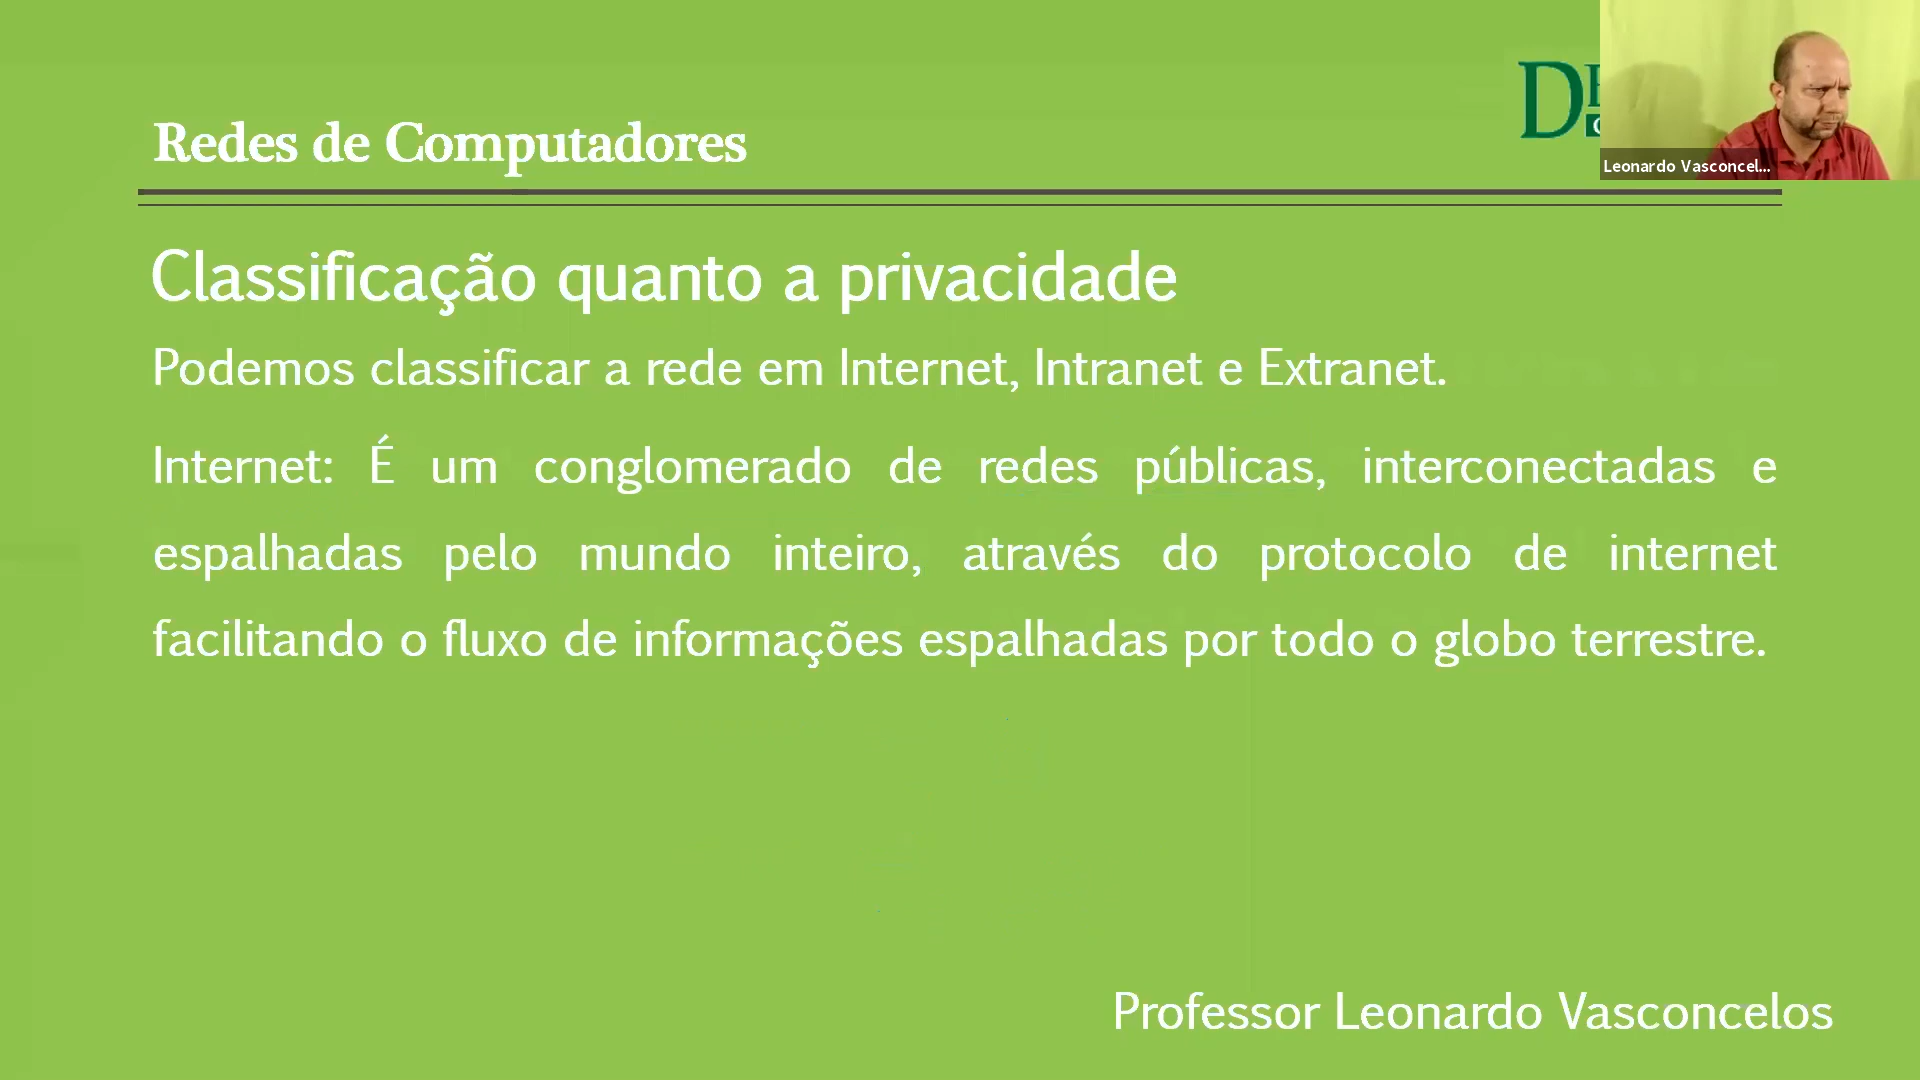 Redes de Computadores
Leonardo Vasconcel...
Classificação quanto a privacidade
Podemos classificar a rede em Internet, Intranet e Extranet.
Internet: É um conglomerado de redes públicas, interconectadas e
espalhadas pelo mundo inteiro, através do protocolo de internet
facilitando o fluxo de informações espalhadas por todo o globo terrestre.
Professor Leonardo Vasconcelos